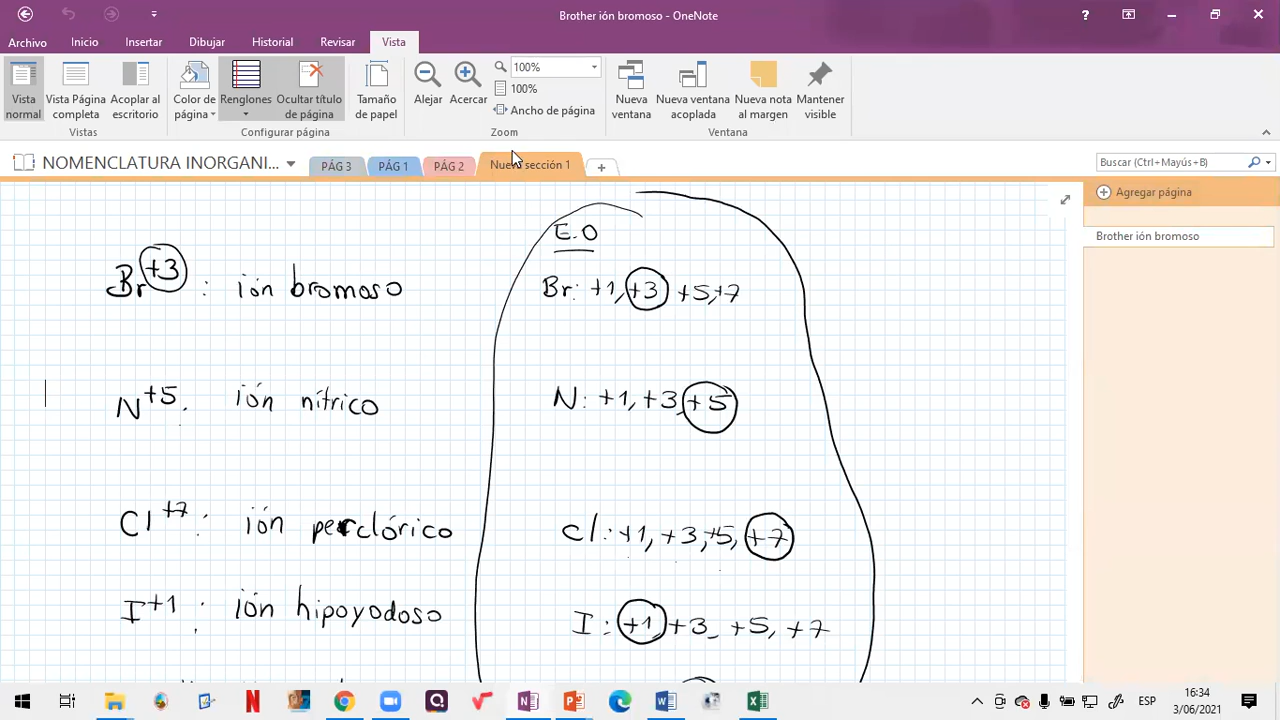 Brother ión bromoso - OneNote
Archivo Inicio Insertar Dibujar Historial Revisar Vista
Vista normal
Vista Página completa
Acoplar al escritorio
Color de página
Renglones
Ocultar título de página
Tamaño de papel
Alejar
Acercar
100%
100%
Ancho de página
Nueva ventana
Nueva ventana acoplada
Nueva nota al margen
Mantener visible
Vistas Configurar página Zoom Ventana
NOMENCLATURA INORGANI... PÁG 3 PÁG 1 PÁG 2 Nueva sección 1 Buscar (Ctrl+Mayús+B)
Agregar página
Brother ión bromoso
E.O
Br+3 : ión bromoso
Br: +1, +3 +5,+7
N+5. ión nítrico
N: +1, +3, +5
Cl+7: ión perclórico
Cl: +1, +3, +5, +7
I+1 : ión hipoyodoso
I: +1, +3, +5, +7
ESP
16:34
3/06/2021